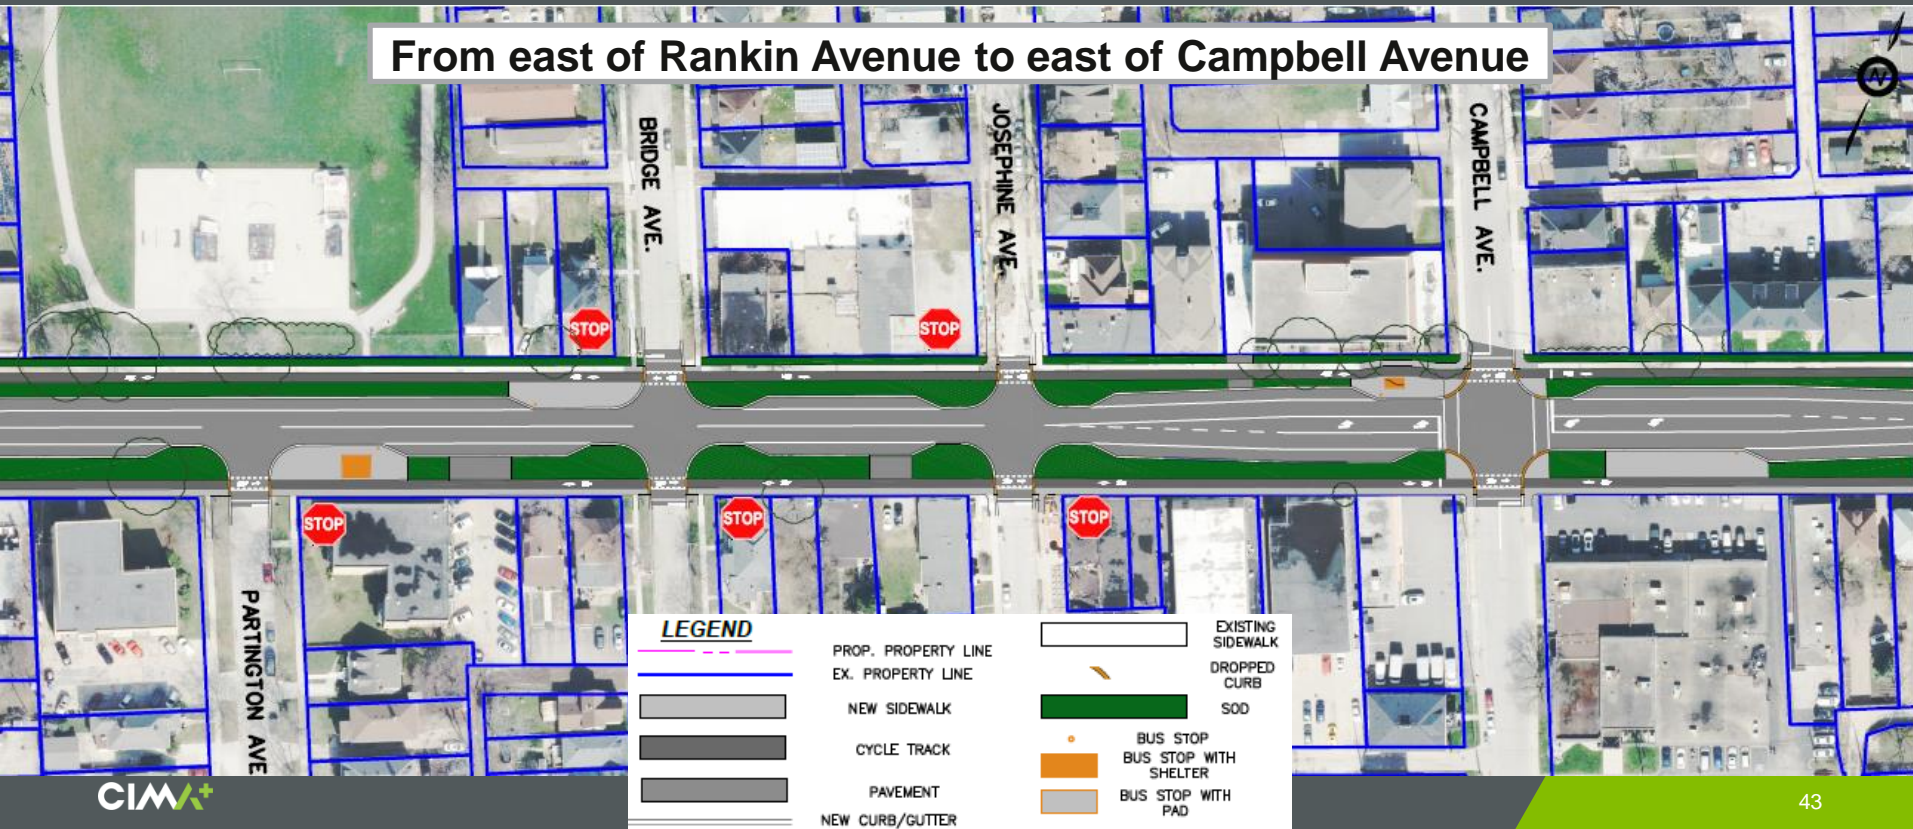 From east of Rankin Avenue to east of Campbell Avenue
N
BRIDGE AVE.
JOSEPHINE AVE.
CAMPBELL AVE.
STOP
STOP
STOP
STOP
STOP
PARTINGTON AVE
LEGEND
PROP. PROPERTY LINE
EX. PROPERTY LINE
NEW SIDEWALK
CYCLE TRACK
PAVEMENT
NEW CURB/GUTTER
EXISTING
SIDEWALK
DROPPED
CURB
SOD
BUS STOP
BUS STOP WITH
SHELTER
BUS STOP WITH
PAD
CIMA+
43